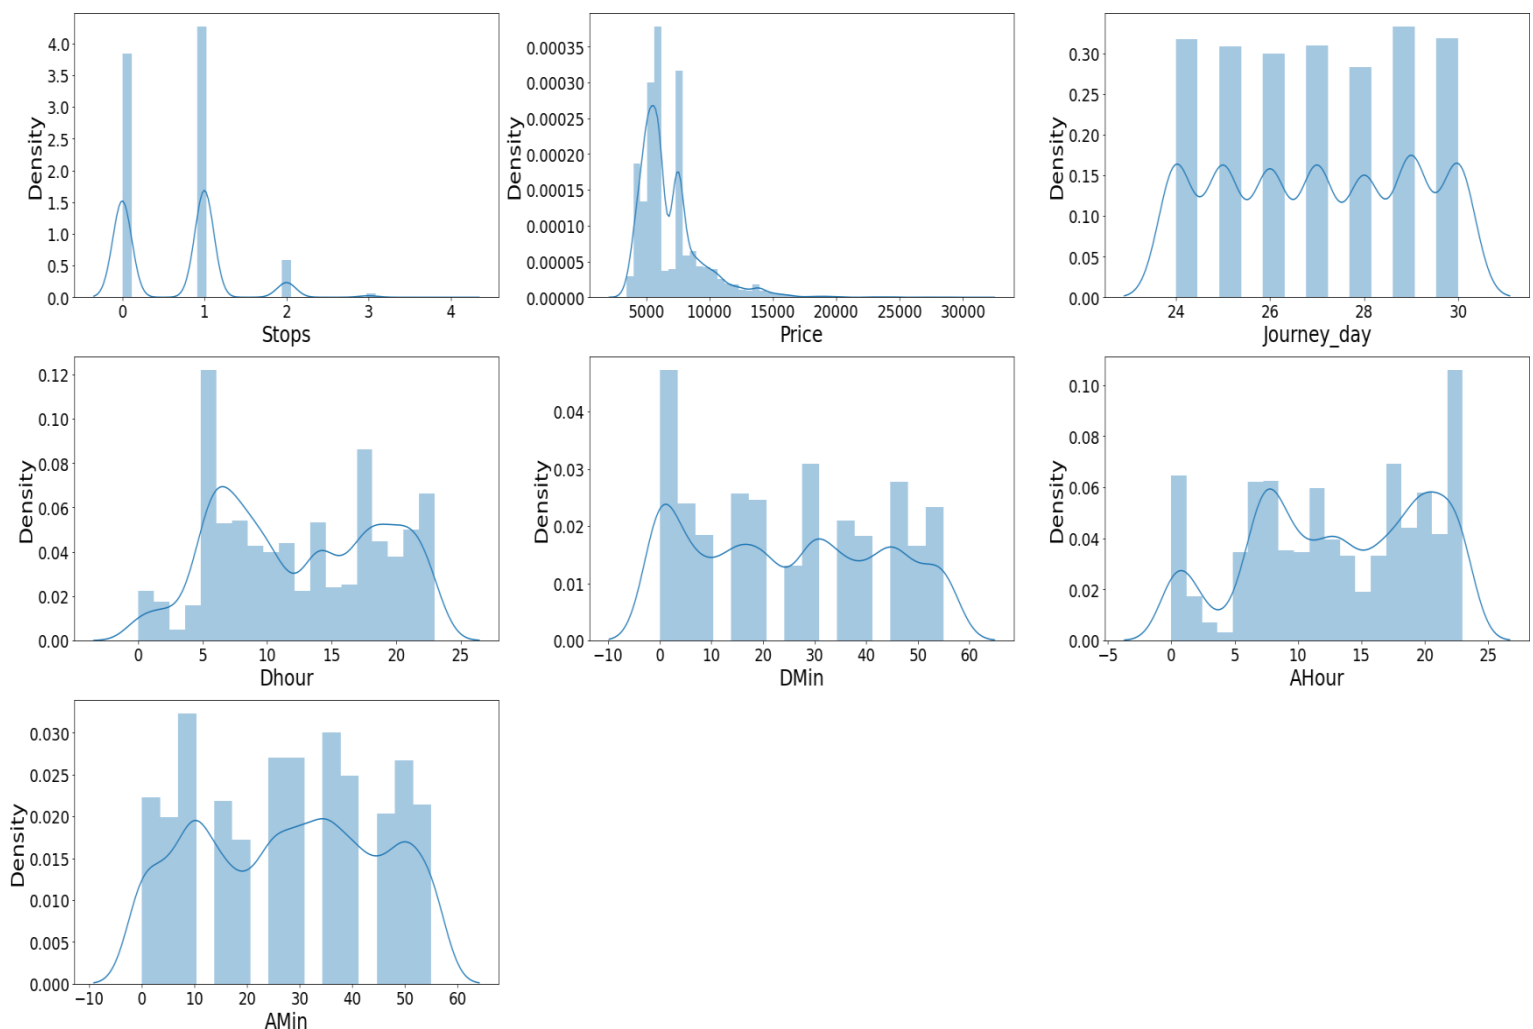 4.0
3.5
3.0
2.5
2.0
1.5
1.0
0.5
0.0
Density
0 1 2 3 4
Stops
0.00035
0.00030
0.00025
0.00020
0.00015
0.00010
0.00005
0.00000
Density
5000 10000 15000 20000 25000 30000
Price
0.30
0.25
0.20
0.15
0.10
0.05
0.00
Density
24 26 28 30
Journey_day
0.12
0.10
0.08
0.06
0.04
0.02
0.00
Density
0 5 10 15 20 25
Dhour
0.04
0.03
0.02
0.01
0.00
Density
−10 0 10 20 30 40 50 60
DMin
0.10
0.08
0.06
0.04
0.02
0.00
Density
−5 0 5 10 15 20 25
AHour
0.030
0.025
0.020
0.015
0.010
0.005
0.000
Density
−10 0 10 20 30 40 50 60
AMin